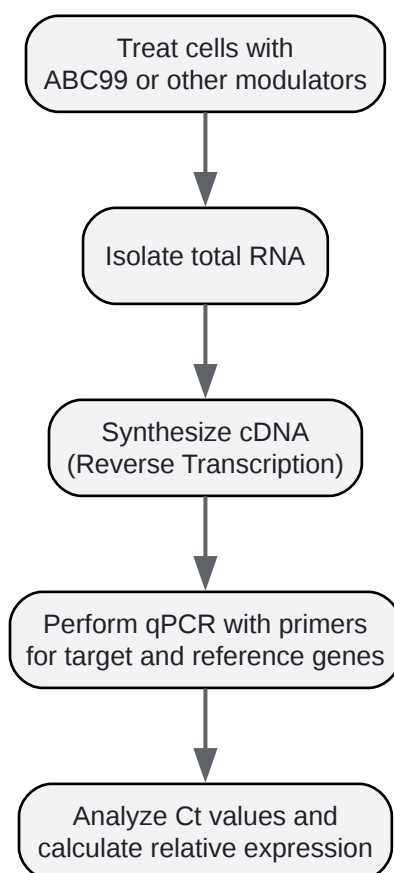 Treat cells with
ABC99 or other modulators
Isolate total RNA
Synthesize cDNA
(Reverse Transcription)
Perform qPCR with primers
for target and reference genes
Analyze Ct values and
calculate relative expression